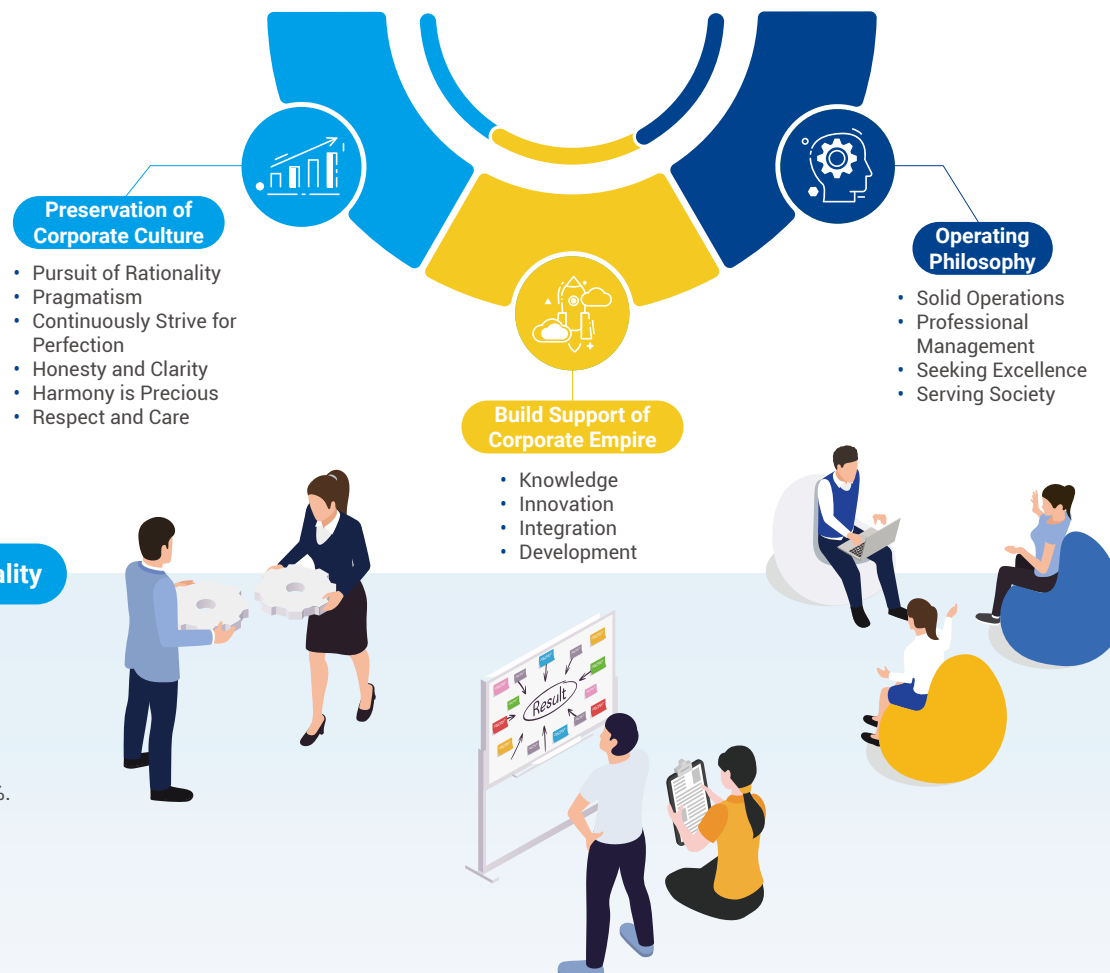 Preservation of
Corporate Culture
• Pursuit of Rationality
• Pragmatism
• Continuously Strive for
Perfection
• Honesty and Clarity
• Harmony is Precious
• Respect and Care
Build Support of
Corporate Empire
• Knowledge
• Innovation
• Integration
• Development
Operating
Philosophy
• Solid Operations
• Professional
Management
• Seeking Excellence
• Serving Society
ality
%.
Result